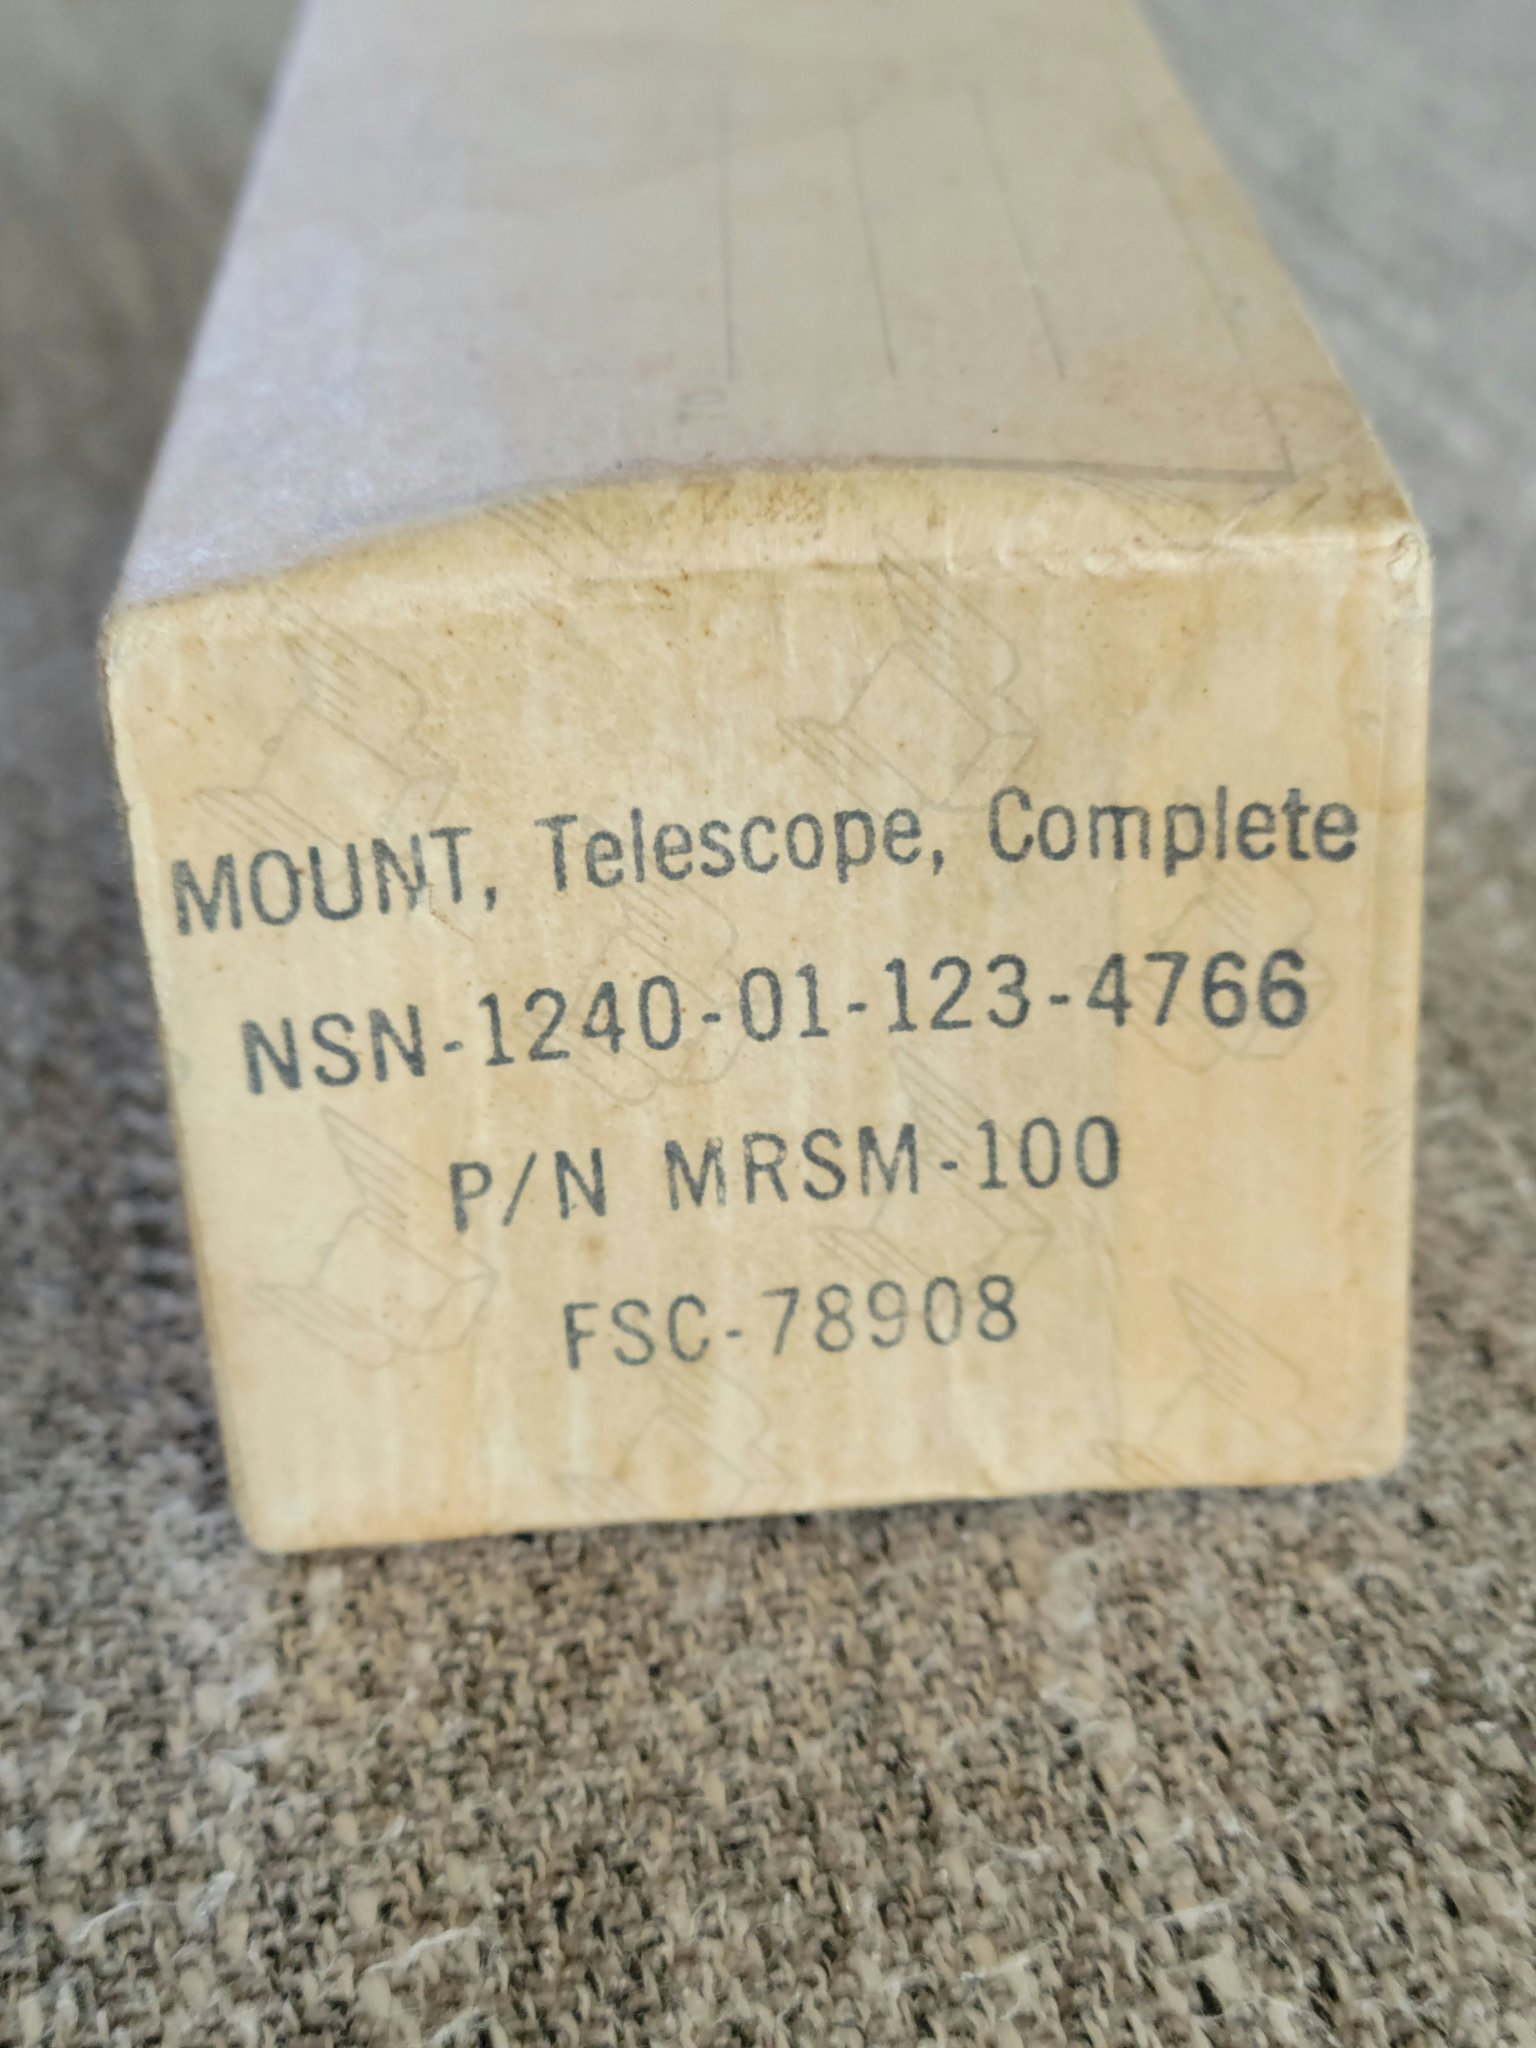 MOUNT, Telescope, Complete
NSN-1240-01-123-4766
P/N MRSM-100
FSC-78908